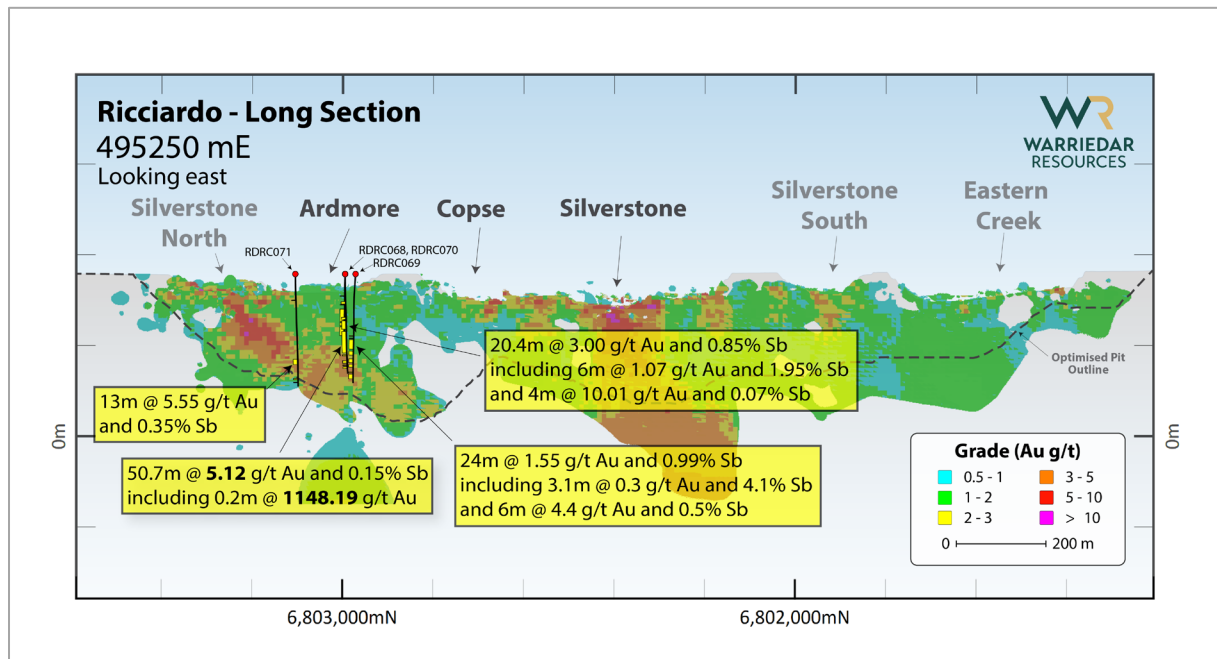 Ricciardo - Long Section
495250 mE
Looking east
WR
WARRIEDAR
RESOURCES
Silverstone
North
Ardmore
Copse
Silverstone
Silverstone
South
Eastern
Creek
RDRC071
RDRC068, RDRC070
RDRC069
20.4m @ 3.00 g/t Au and 0.85% Sb
including 6m @ 1.07 g/t Au and 1.95% Sb
and 4m @ 10.01 g/t Au and 0.07% Sb
Optimised Pit
Outline
13m @ 5.55 g/t Au
and 0.35% Sb
50.7m @ 5.12 g/t Au and 0.15% Sb
including 0.2m @ 1148.19 g/t Au
24m @ 1.55 g/t Au and 0.99% Sb
including 3.1m @ 0.3 g/t Au and 4.1% Sb
and 6m @ 4.4 g/t Au and 0.5% Sb
0m
0m
Grade (Au g/t)
0.5 - 1
3 - 5
1 - 2
5 - 10
2 - 3
> 10
0
200 m
6,803,000mN
6,802,000mN